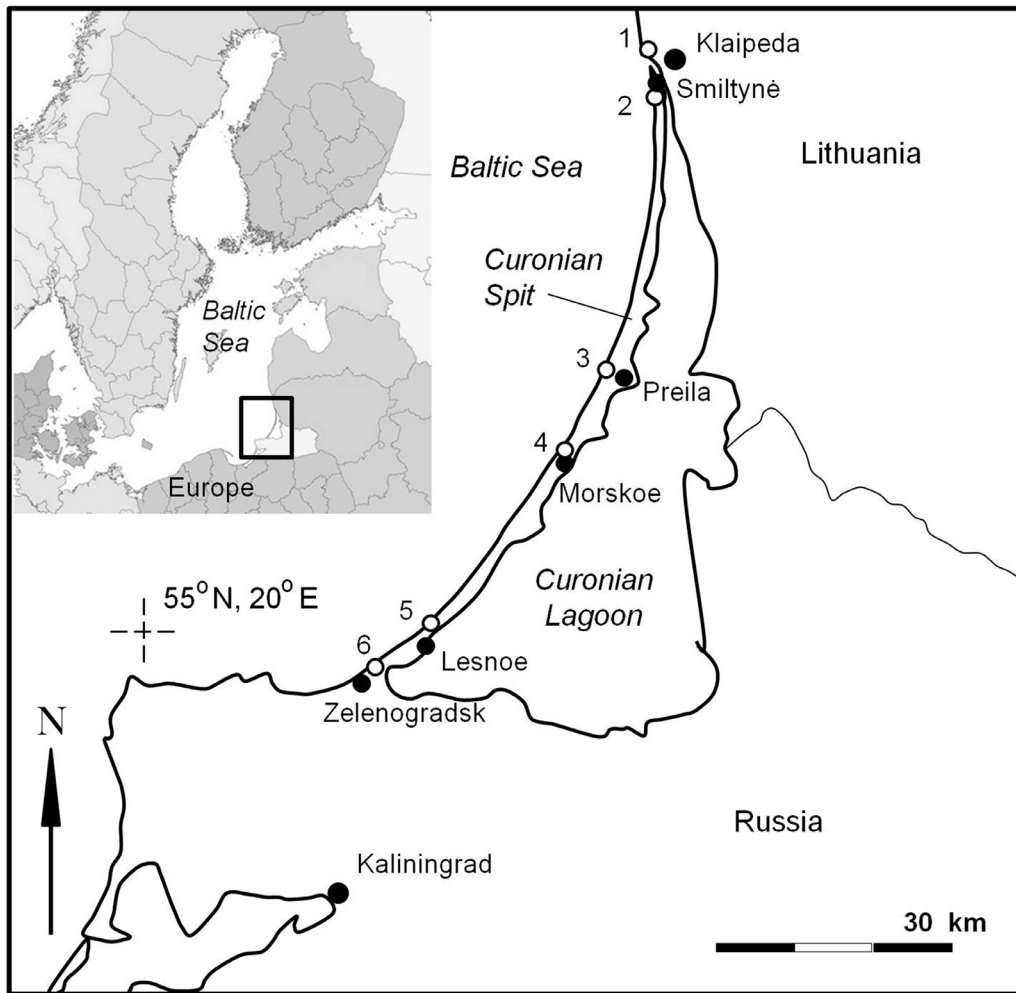 1
Klaipeda
Smiltynė
2
Baltic Sea
Lithuania
Curonian
Spit
Baltic
Sea
3
Preila
4
Europe
Morskoe
55°N, 20°E
Curonian
Lagoon
5
6
Lesnoe
Zelenogradsk
N
Russia
Kaliningrad
30 km